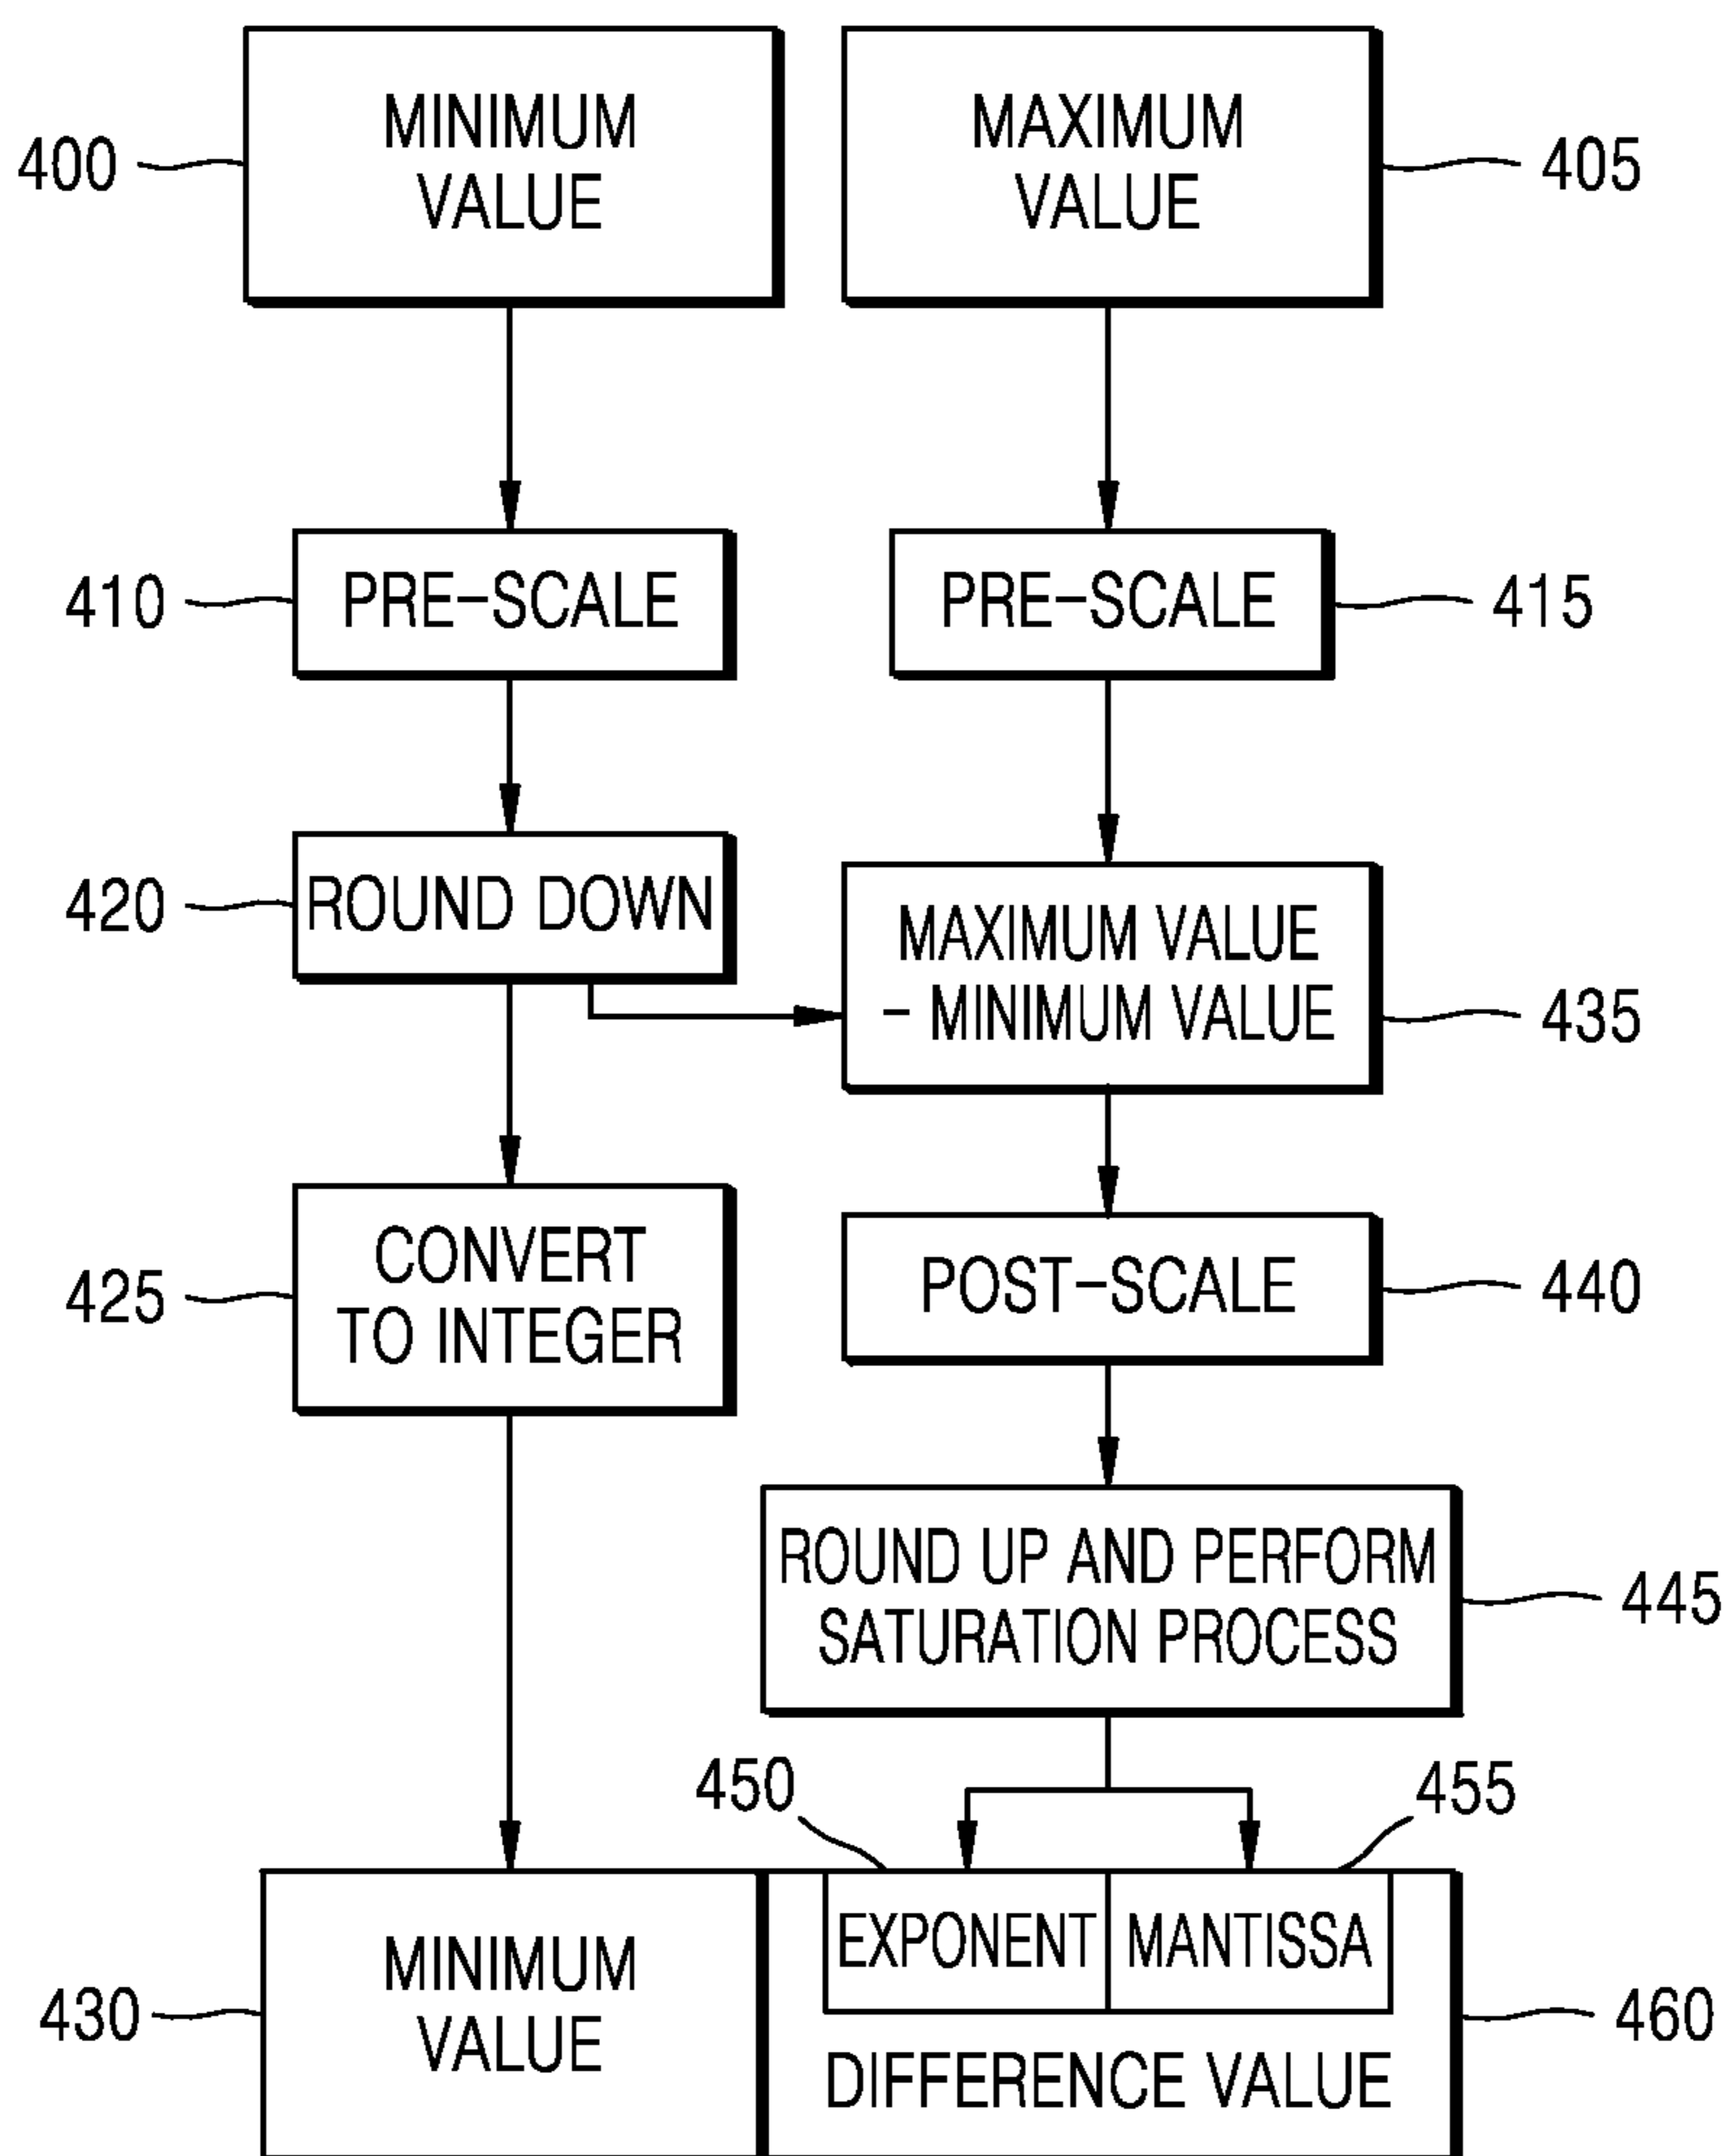 MINIMUM
VALUE
MAXIMUM
VALUE
400
405
PRE-SCALE
PRE-SCALE
410
415
ROUND DOWN
420
MAXIMUM VALUE
- MINIMUM VALUE
435
CONVERT
TO INTEGER
425
POST-SCALE
440
ROUND UP AND PERFORM
SATURATION PROCESS
445
450
455
EXPONENT
MANTISSA
MINIMUM
VALUE
430
460
DIFFERENCE VALUE